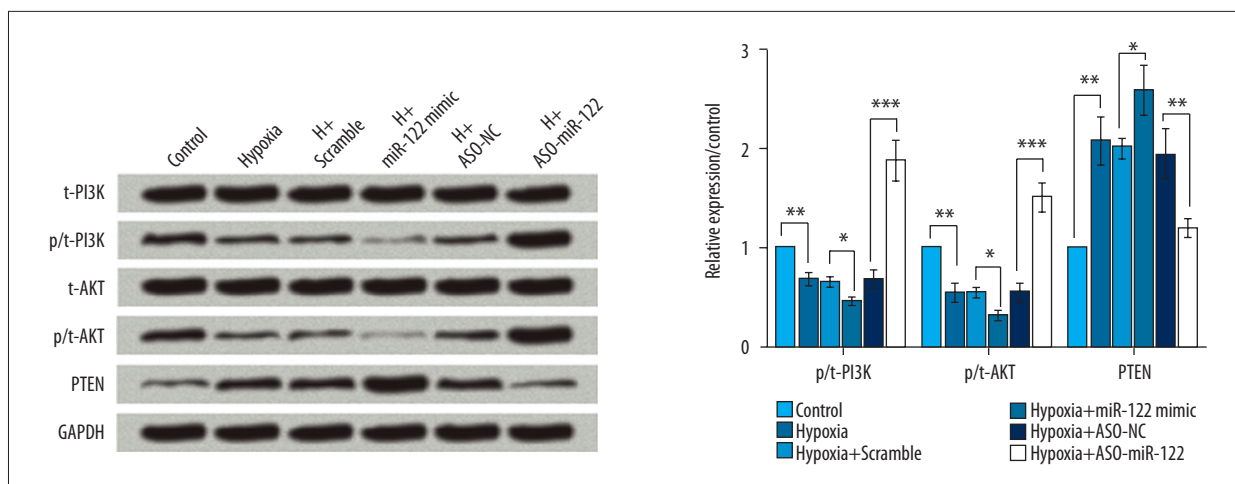 Control
Hypoxia
H+
Scramble
H+
miR-122 mimic
H+
ASO-NC
H+
ASO-miR-122
t-PI3K
p/t-PI3K
t-AKT
p/t-AKT
PTEN
GAPDH
Relative expression/control
3
2
1
0
**
*
***
**
*
***
**
*
**
p/t-PI3K
p/t-AKT
PTEN
Control
Hypoxia
Hypoxia+Scramble
Hypoxia+miR-122 mimic
Hypoxia+ASO-NC
Hypoxia+ASO-miR-122